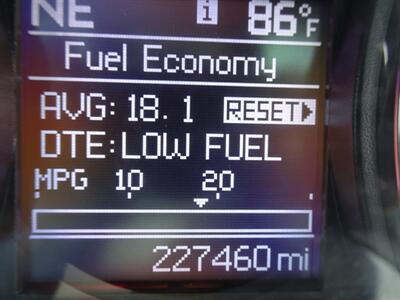 NE i 86°F
Fuel Economy
AVG: 18.1 RESET
DTE:LOW FUEL
MPG 10 20
227460 mi